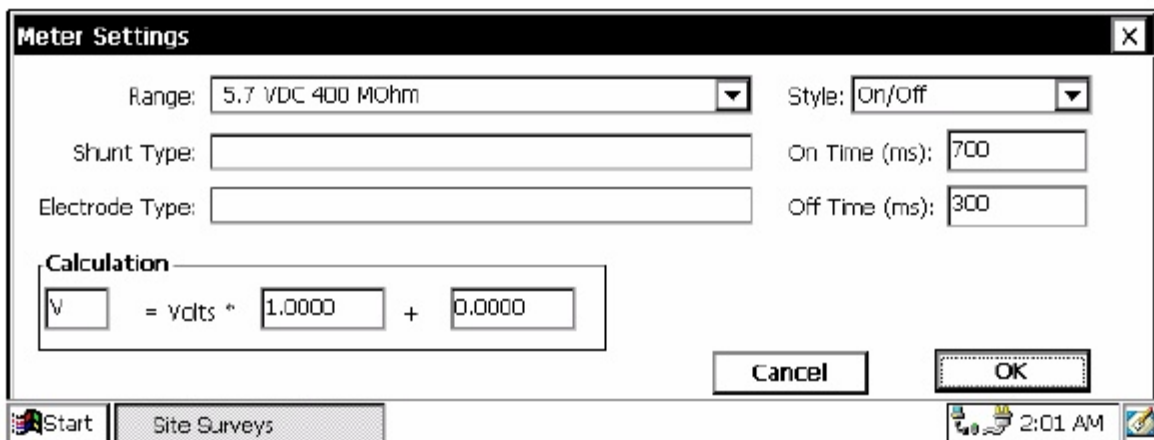 Meter Settings
Range: 5.7 VDC 400 MOhm Style: On/Off
Shunt Type: On Time (ms): 700
Electrode Type: Off Time (ms): 300
Calculation
V = Volts * 1.0000 + 0.0000
Cancel OK
Start Site Surveys 2:01 AM